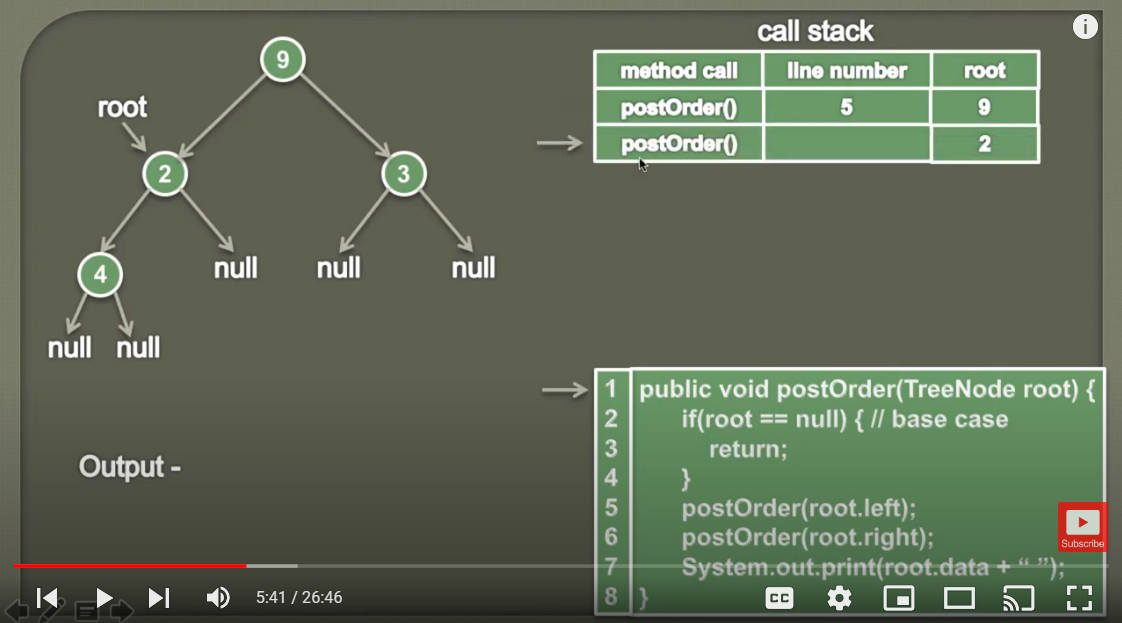 call stack
method call line number root
postOrder() 5 9
postOrder() 2
9
root
2 3
4 null null null
null null
Output -
1 public void postOrder(TreeNode root) {
2 if(root == null) { // base case
3 return;
4 }
5 postOrder(root.left);
6 postOrder(root.right);
7 System.out.print(root.data + “ ”);
8 }
Subscribe
5:41 / 26:46
CC
i